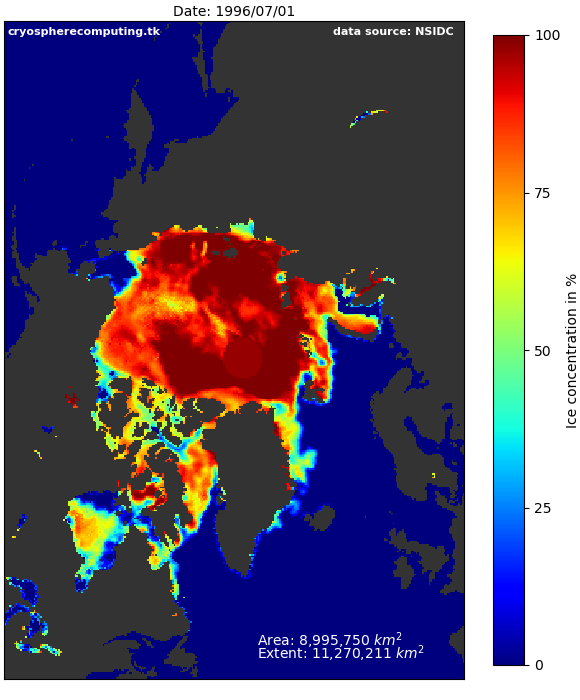 Date: 1996/07/01
cryospherecomputing.tk
data source: NSIDC
100
75
50
25
0
Ice concentration in %
Area: 8,995,750 km²
Extent: 11,270,211 km²